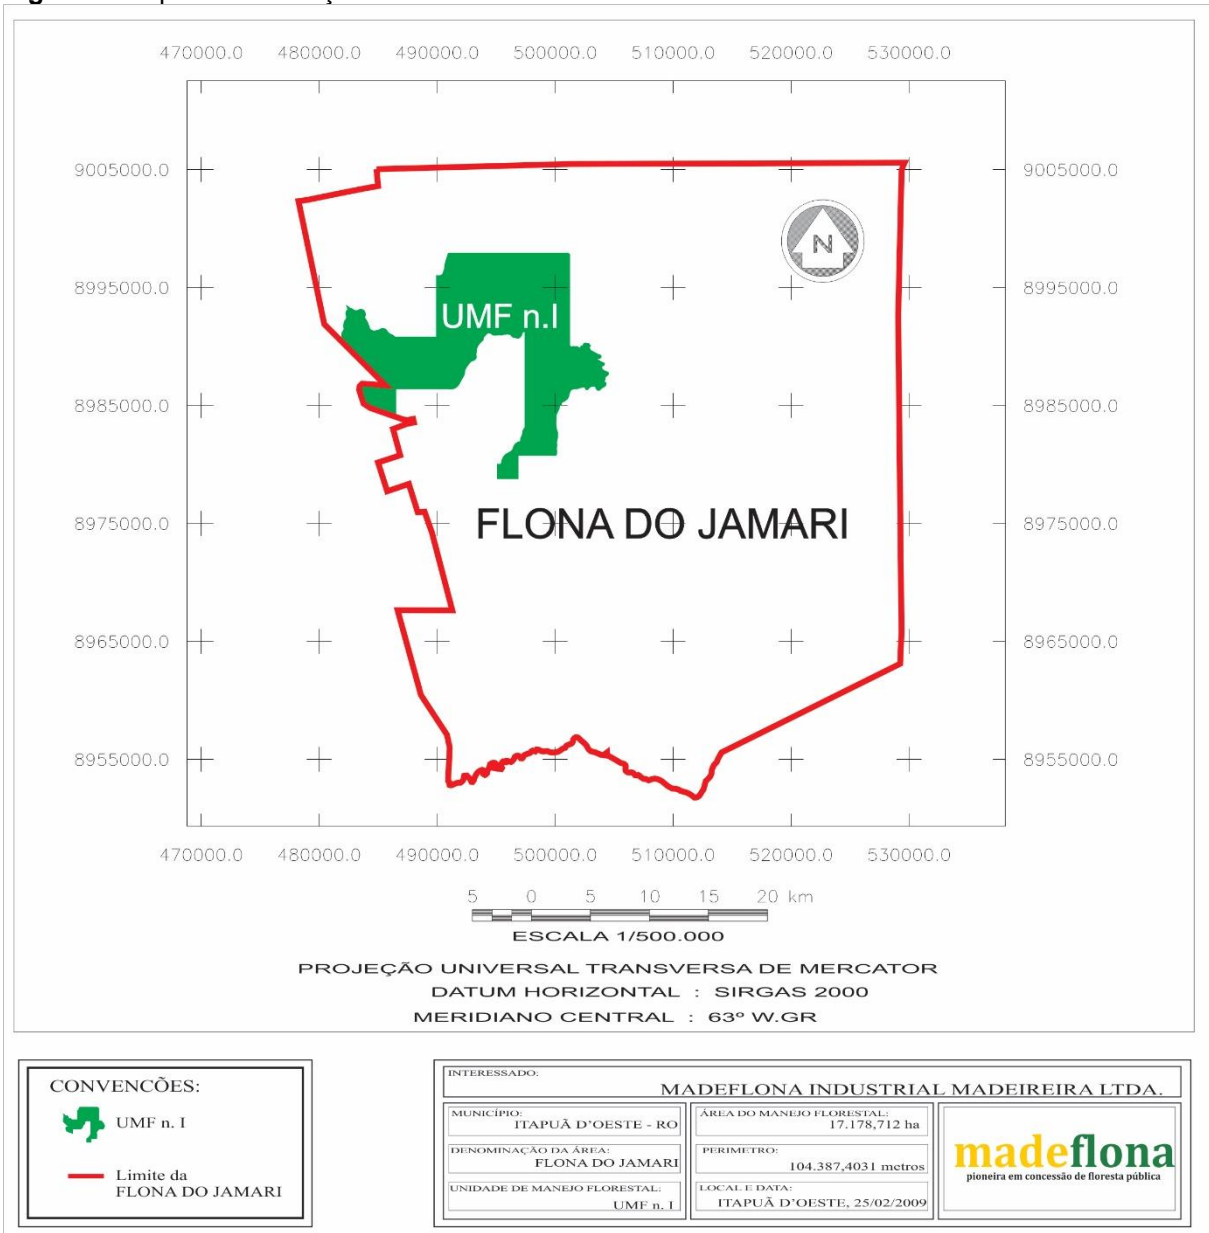 470000.0 480000.0 490000.0 500000.0 510000.0 520000.0 530000.0
9005000.0 9005000.0
N
8995000.0 8995000.0
UMF n.I
8985000.0 8985000.0
FLONA DO JAMARI
8975000.0 8975000.0
8965000.0 8965000.0
8955000.0 8955000.0
470000.0 480000.0 490000.0 500000.0 510000.0 520000.0 530000.0
5 0 5 10 15 20 km
ESCALA 1/500.000
PROJEÇÃO UNIVERSAL TRANSVERSA DE MERCATOR
DATUM HORIZONTAL : SIRGAS 2000
MERIDIANO CENTRAL : 63º W.GR
CONVENCÕES:
UMF n. I
Limite da
FLONA DO JAMARI
INTERESSADO:
MADEFLONA INDUSTRIAL MADEIREIRA LTDA.
MUNICÍPIO:
ITAPUÃ D'OESTE - RO
ÁREA DO MANEJO FLORESTAL:
17.178,712 ha
DENOMINAÇÃO DA ÁREA:
FLONA DO JAMARI
PERIMETRO:
104.387,4031 metros
UNIDADE DE MANEJO FLORESTAL:
UMF n. I
LOCAL E DATA:
ITAPUÃ D'OESTE, 25/02/2009
madeflona
pioneira em concessão de floresta pública